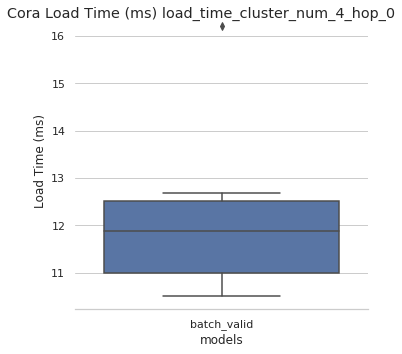 Cora Load Time (ms) load_time_cluster_num_4_hop_0
16
15
14
13
12
11
Load Time (ms)
batch_valid
models